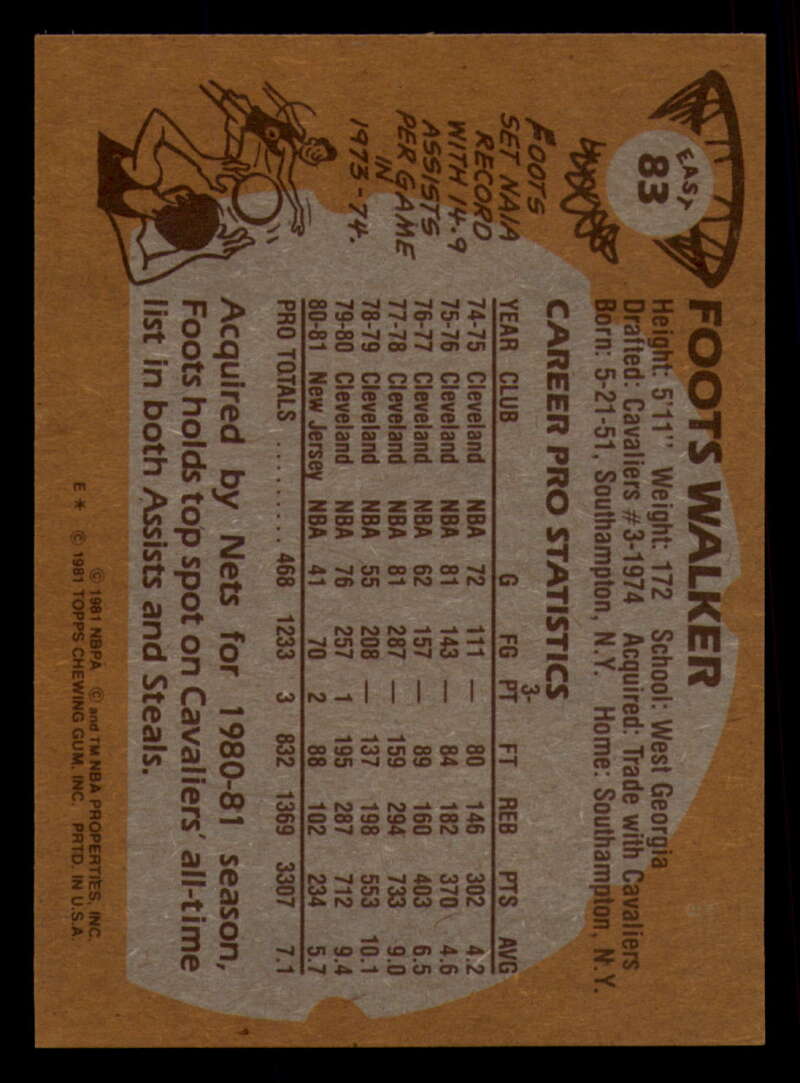 EASY
83
FOOTS WALKER
Height: 5'11" Weight: 172 School: West Georgia
Drafted: Cavaliers #3-1974 Acquired: Trade with Cavaliers
Born: 5-21-51, Southampton, N.Y. Home: Southampton, N.Y.
FOOTS
SET NAIA
RECORD
WITH 14.9
ASSISTS
PER GAME
IN
1973-74.
CAREER PRO STATISTICS
YEAR CLUB G FG 3-PT FT REB PTS AVG
74-75 Cleveland NBA 72 111 — 80 146 302 4.2
75-76 Cleveland NBA 81 143 — 84 182 370 4.6
76-77 Cleveland NBA 62 157 — 89 160 403 6.5
77-78 Cleveland NBA 81 287 — 159 294 733 9.0
78-79 Cleveland NBA 55 208 — 137 198 553 10.1
79-80 Cleveland NBA 76 257 1 195 287 712 9.4
80-81 New Jersey NBA 41 70 2 88 102 234 5.7
PRO TOTALS ......... 468 1233 3 832 1369 3307 7.1
Acquired by Nets for 1980-81 season,
Foots holds top spot on Cavaliers' all-time
list in both Assists and Steals.
© 1981 NBPA © and TM NBA PROPERTIES, INC.
E* © 1981 TOPPS CHEWING GUM, INC. PRTD. IN U.S.A.